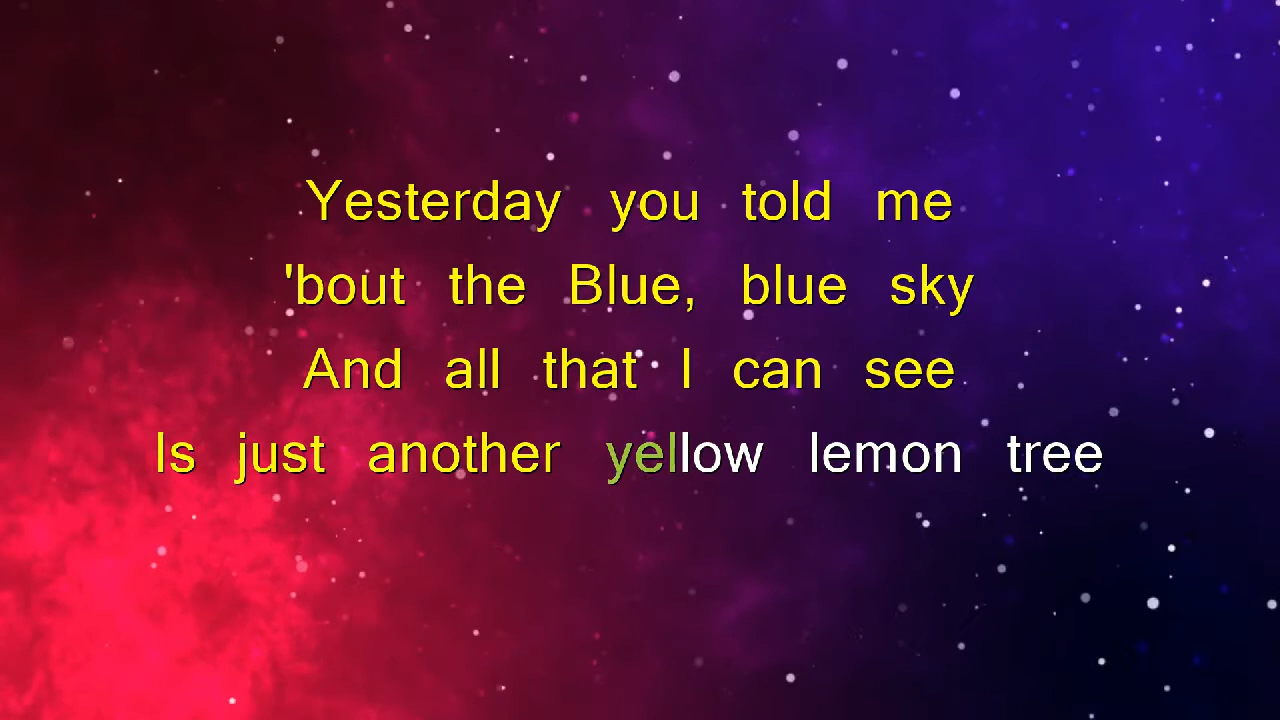 Yesterday you told me
'bout the Blue, blue sky
And all that I can see
Is just another yellow lemon tree